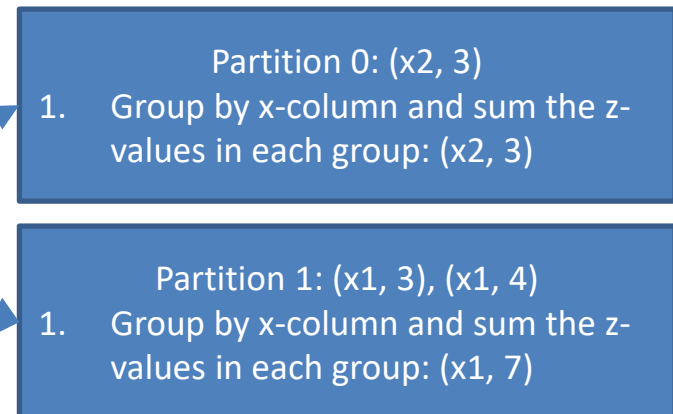 Partition 0: (x2, 3)
1. Group by x-column and sum the z-
values in each group: (x2, 3)
Partition 1: (x1, 3), (x1, 4)
1. Group by x-column and sum the z-
values in each group: (x1, 7)